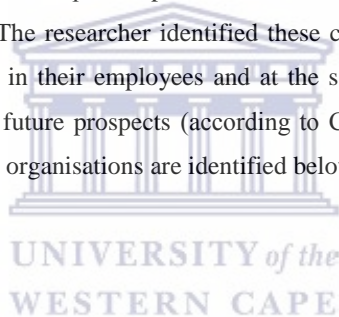 The researcher identified these c
in their employees and at the s
future prospects (according to C
organisations are identified belo
UNIVERSITY of the
WESTERN CAPE